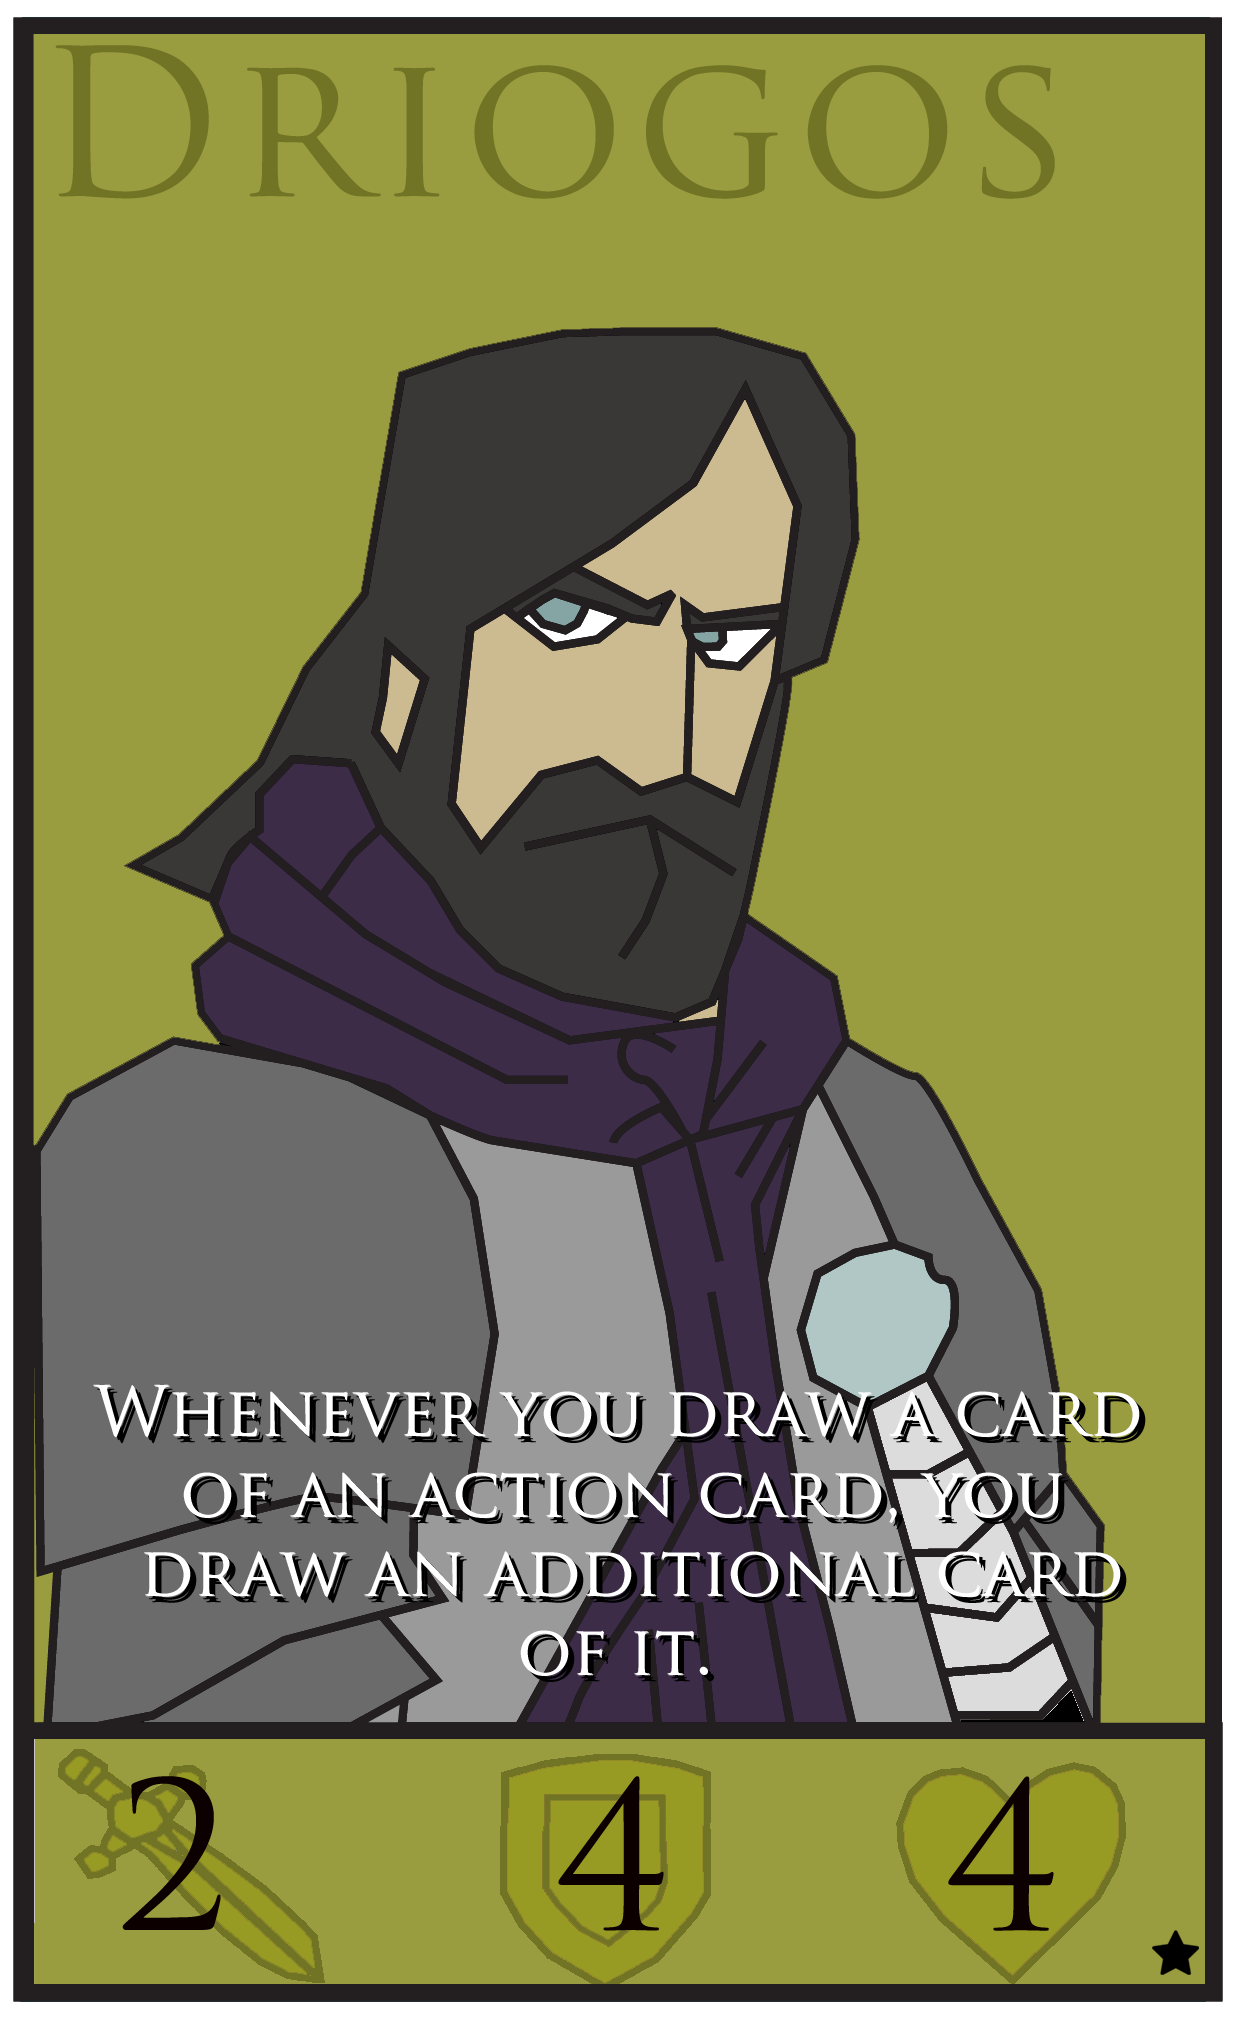 Driogos
Whenever you draw a card
of an action card, you
draw an additional card
of it.
2 4 4